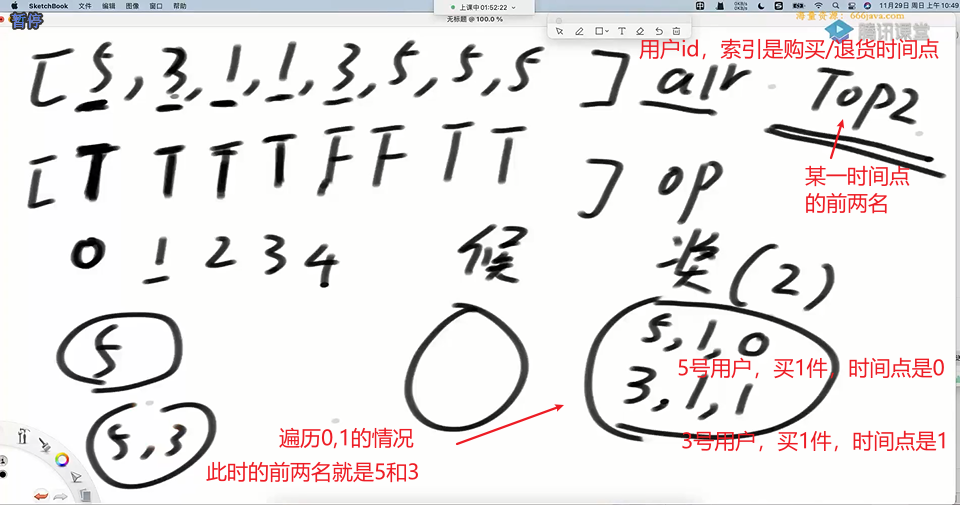 SketchBook 文件 编辑 图像 窗口 帮助
上课中 01:52:22
11月29日 周日 上午 10:49
暂停
无标题 @ 100.0 %
海量资源：666java.com
腾讯课堂
用户id，索引是购买/退货时间点
[5,3,1,1,3,5,5,5] arr Top2
某一时间点
的前两名
[T T T T F F T T] op
0 1 2 3 4 候 奖(2)
5
5,1,0
5号用户，买1件，时间点是0
3,1,1
3号用户，买1件，时间点是1
5,3
遍历0,1的情况
此时的前两名就是5和3